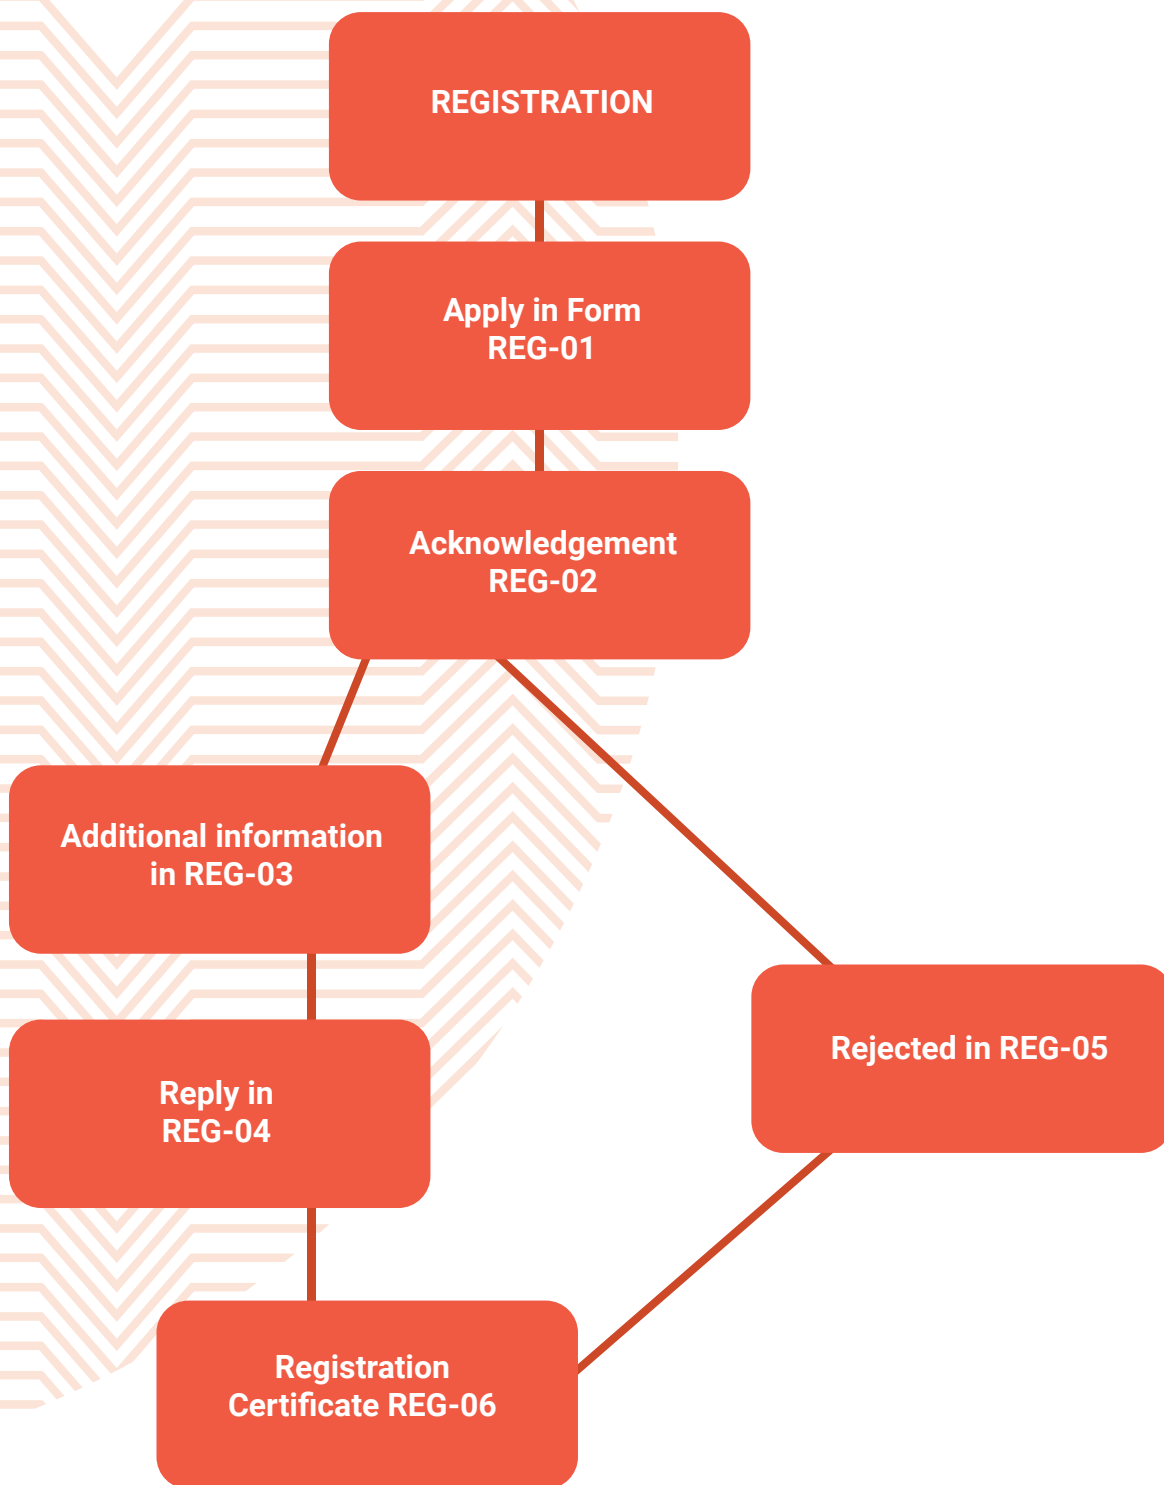 REGISTRATION
Apply in Form
REG-01
Acknowledgement
REG-02
Additional information
in REG-03
Reply in
REG-04
Rejected in REG-05
Registration
Certificate REG-06